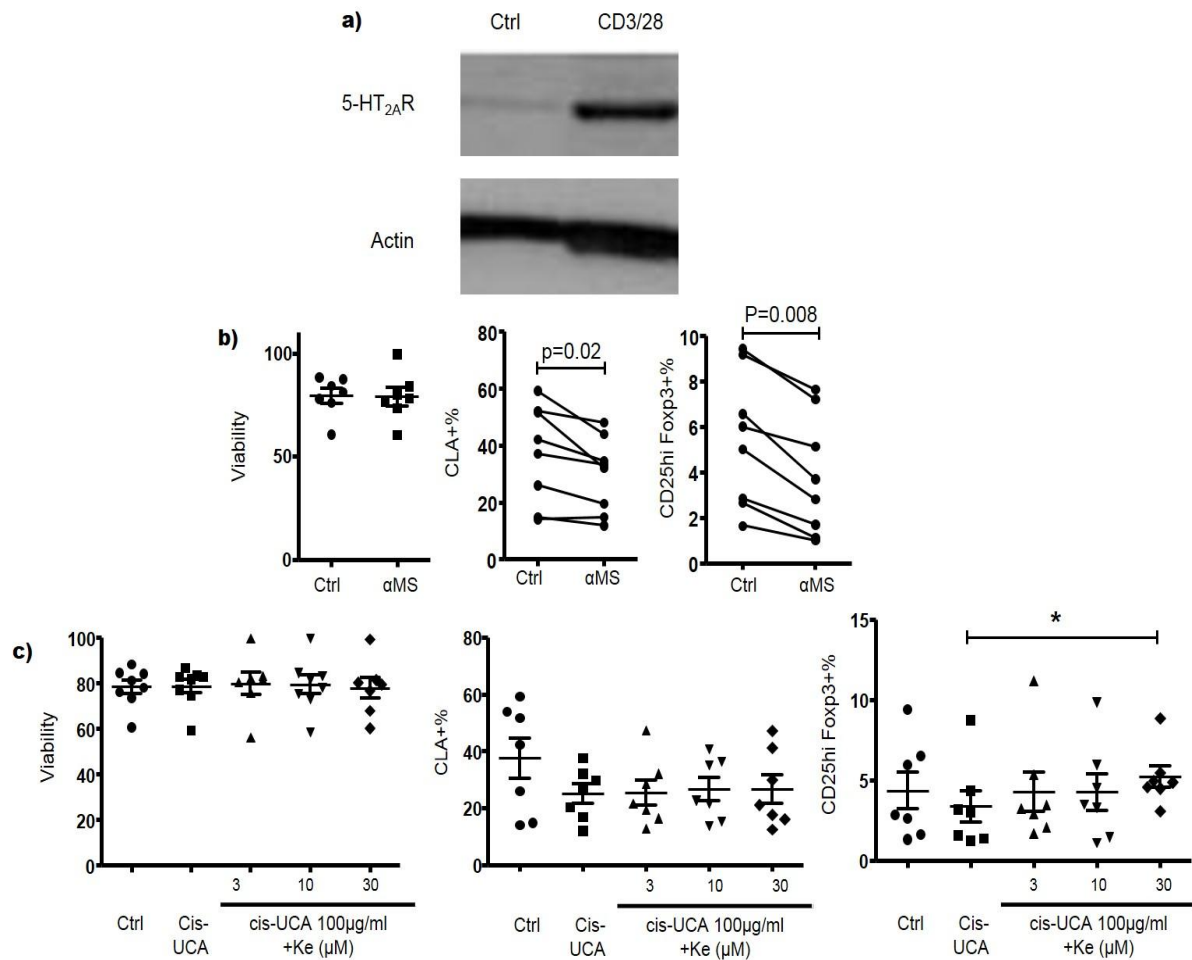 a)
Ctrl CD3/28
5-HT2AR
Actin
b)
Viability
100
50
0
Ctrl αMS
CLA+%
80
60
40
20
0
p=0.02
Ctrl αMS
CD25hi Foxp3+%
10
8
6
4
2
0
P=0.008
Ctrl αMS
c)
Viability
100
80
60
40
20
0
3 10 30
Ctrl Cis-UCA cis-UCA 100µg/ml
+Ke (µM)
CLA+%
80
60
40
20
0
3 10 30
Ctrl Cis-UCA cis-UCA 100µg/ml
+Ke (µM)
CD25hi Foxp3+%
15
10
5
0
*
3 10 30
Ctrl Cis-UCA cis-UCA 100µg/ml
+Ke (µM)